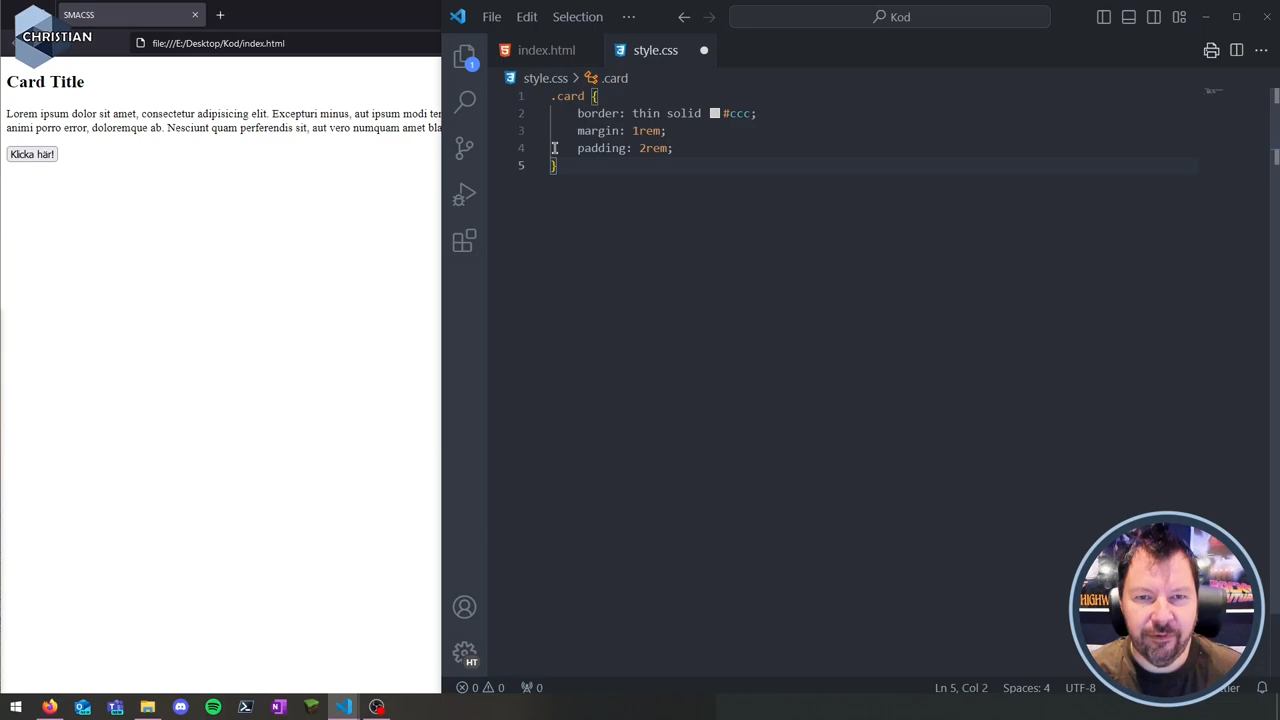 SMACSS
CHRISTIAN
file:///E:/Desktop/Kod/index.html
Card Title
Lorem ipsum dolor sit amet, consectetur adipisicing elit. Excepturi minus, aut ipsum modi
animi porro error, doloremque ab. Nesciunt quam perferendis sit, aut vero numquam amet
Klicka här!
File Edit Selection ···
Kod
index.html
style.css
style.css > .card
1 .card {
2 border: thin solid #ccc;
3 margin: 1rem;
4 padding: 2rem;
5 }
1
HIGHW
HT
0 0 0
Ln 5, Col 2 Spaces: 4 UTF-8